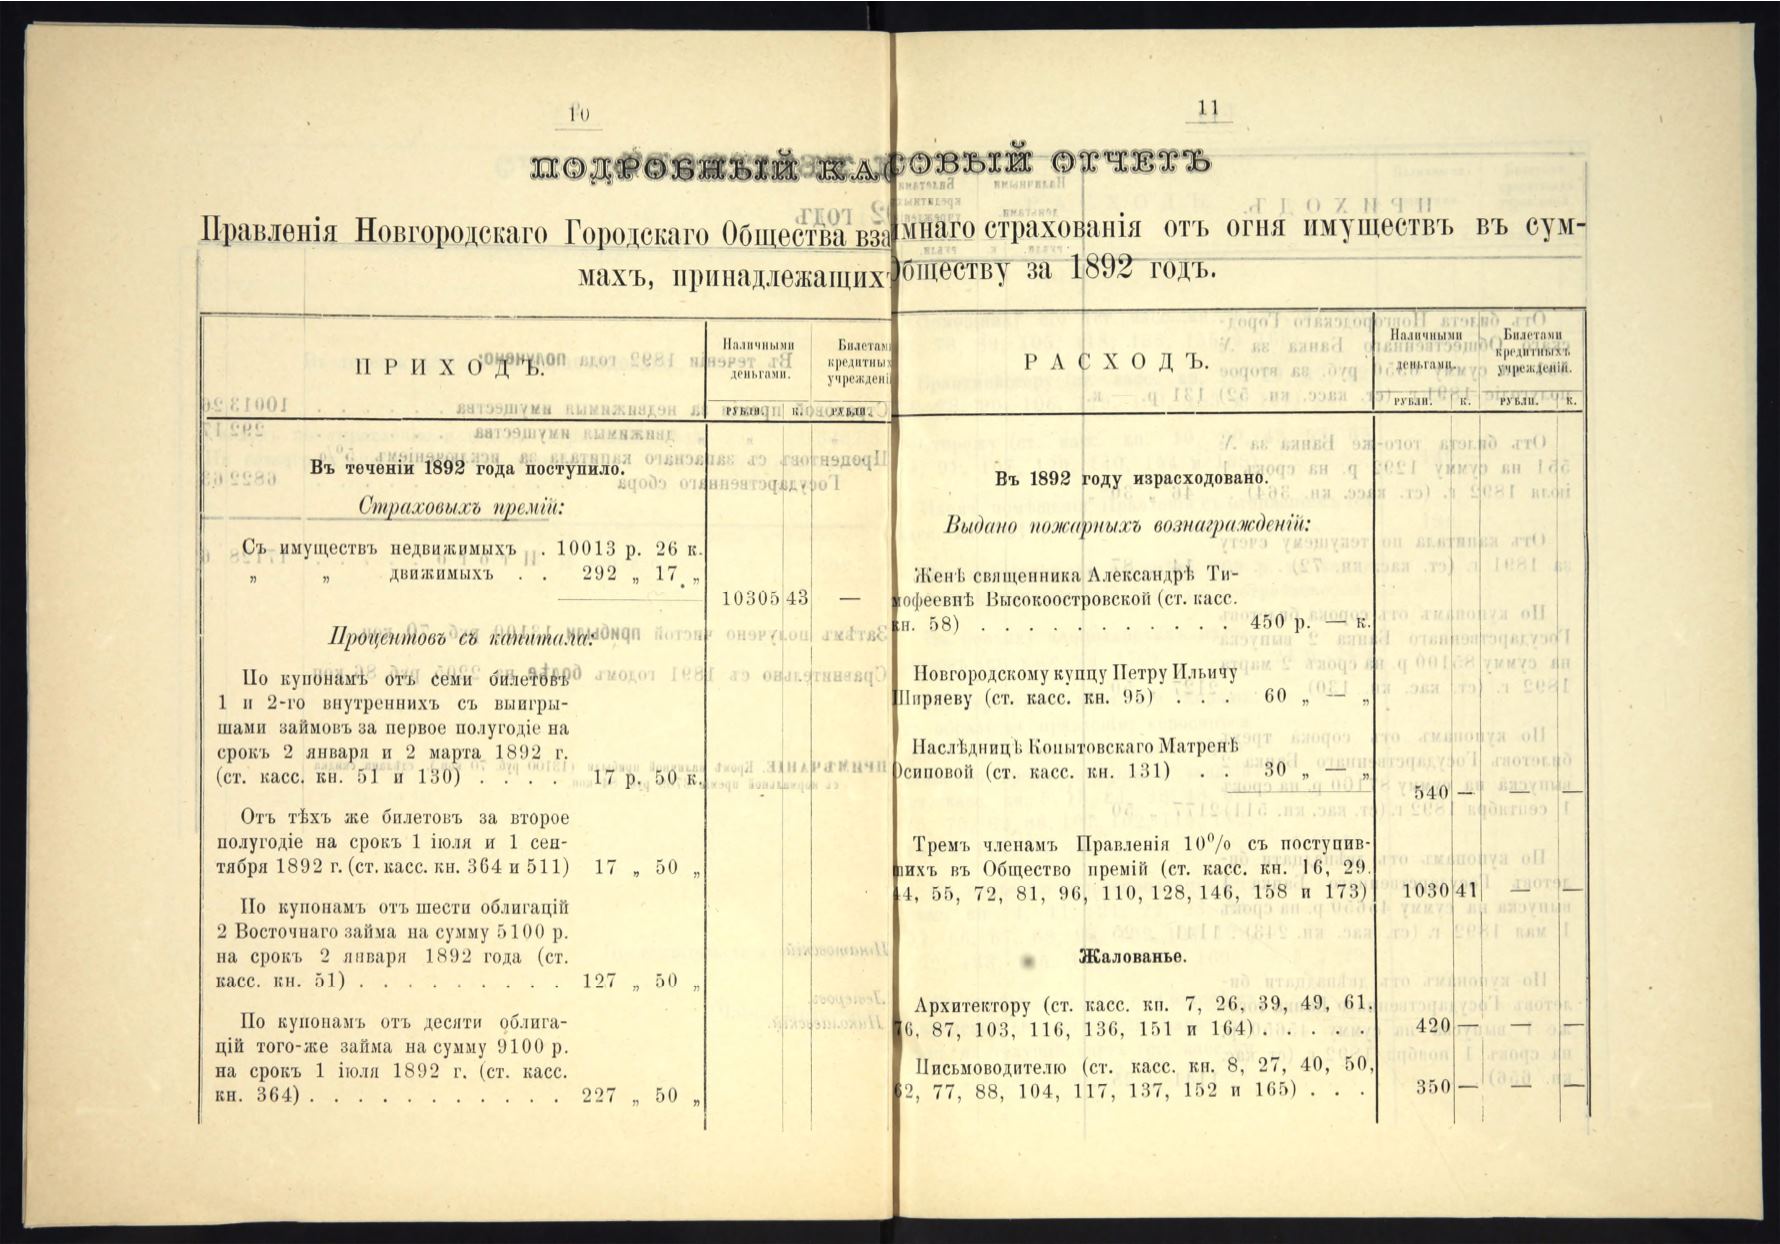 10
11
ПОДРОБНЫЙ КАССОВЫЙ ОТЧЕТЪ
Правленія Новгородскаго Городскаго Общества взаимнаго страхованія отъ огня имуществъ въ сум-
махъ, принадлежащихъ Обществу за 1892 годъ.
ПРИХОДЪ.
Наличными деньгами.
Билетами кредитныхъ учрежденій
РУБЛИ. К. РУБЛИ.
Въ теченіи 1892 года поступило.
Страховыхъ премій:
Съ имуществъ недвижимыхъ . 10013 р. 26 к.
„ „ движимыхъ . . 292 „ 17 „
10305 43 —
Процентовъ съ капитала:
По купонамъ отъ семи билетовъ
1 и 2-го внутреннихъ съ выигры-
шами займовъ за первое полугодіе на
срокъ 2 января и 2 марта 1892 г.
(ст. касс. кн. 51 и 130) . . . . 17 р. 50 к.
Отъ тѣхъ же билетовъ за второе
полугодіе на срокъ 1 іюля и 1 сен-
тября 1892 г. (ст. касс. кн. 364 и 511) 17 „ 50 „
По купонамъ отъ шести облигацій
2 Восточнаго займа на сумму 5100 р.
на срокъ 2 января 1892 года (ст.
касс. кн. 51) . . . . . . . . . 127 „ 50 „
По купонамъ отъ десяти облига-
цій того-же займа на сумму 9100 р.
на срокъ 1 іюля 1892 г. (ст. касс.
кн. 364) . . . . . . . . . . . 227 „ 50 „
РАСХОДЪ.
Наличными деньгами.
Билетами кредитныхъ учрежденій.
РУБЛИ. К. РУБЛИ. К.
Въ 1892 году израсходовано.
Выдано пожарныхъ вознагражденій:
Женѣ священника Александрѣ Ти-
мофеевнѣ Высокоостровской (ст. касс.
кн. 58) . . . . . . . . . . . 450 р. — к.
Новгородскому купцу Петру Ильичу
Ширяеву (ст. касс. кн. 95) . . . 60 „ — „
Наслѣдницѣ Копытовскаго Матренѣ
Осиповой (ст. касс. кн. 131) . . 30 „ — „
540 — — —
Тремъ членамъ Правленія 10% съ поступив-
шихъ въ Общество премій (ст. касс. кн. 16, 29.
44, 55, 72, 81, 96, 110, 128, 146, 158 и 173) 1030 41 — —
Жалованье.
Архитектору (ст. касс. кн. 7, 26, 39, 49, 61,
76, 87, 103, 116, 136, 151 и 164) . . . . . 420 — — —
Письмоводителю (ст. касс. кн. 8, 27, 40, 50,
62, 77, 88, 104, 117, 137, 152 и 165) . . . 350 — — —